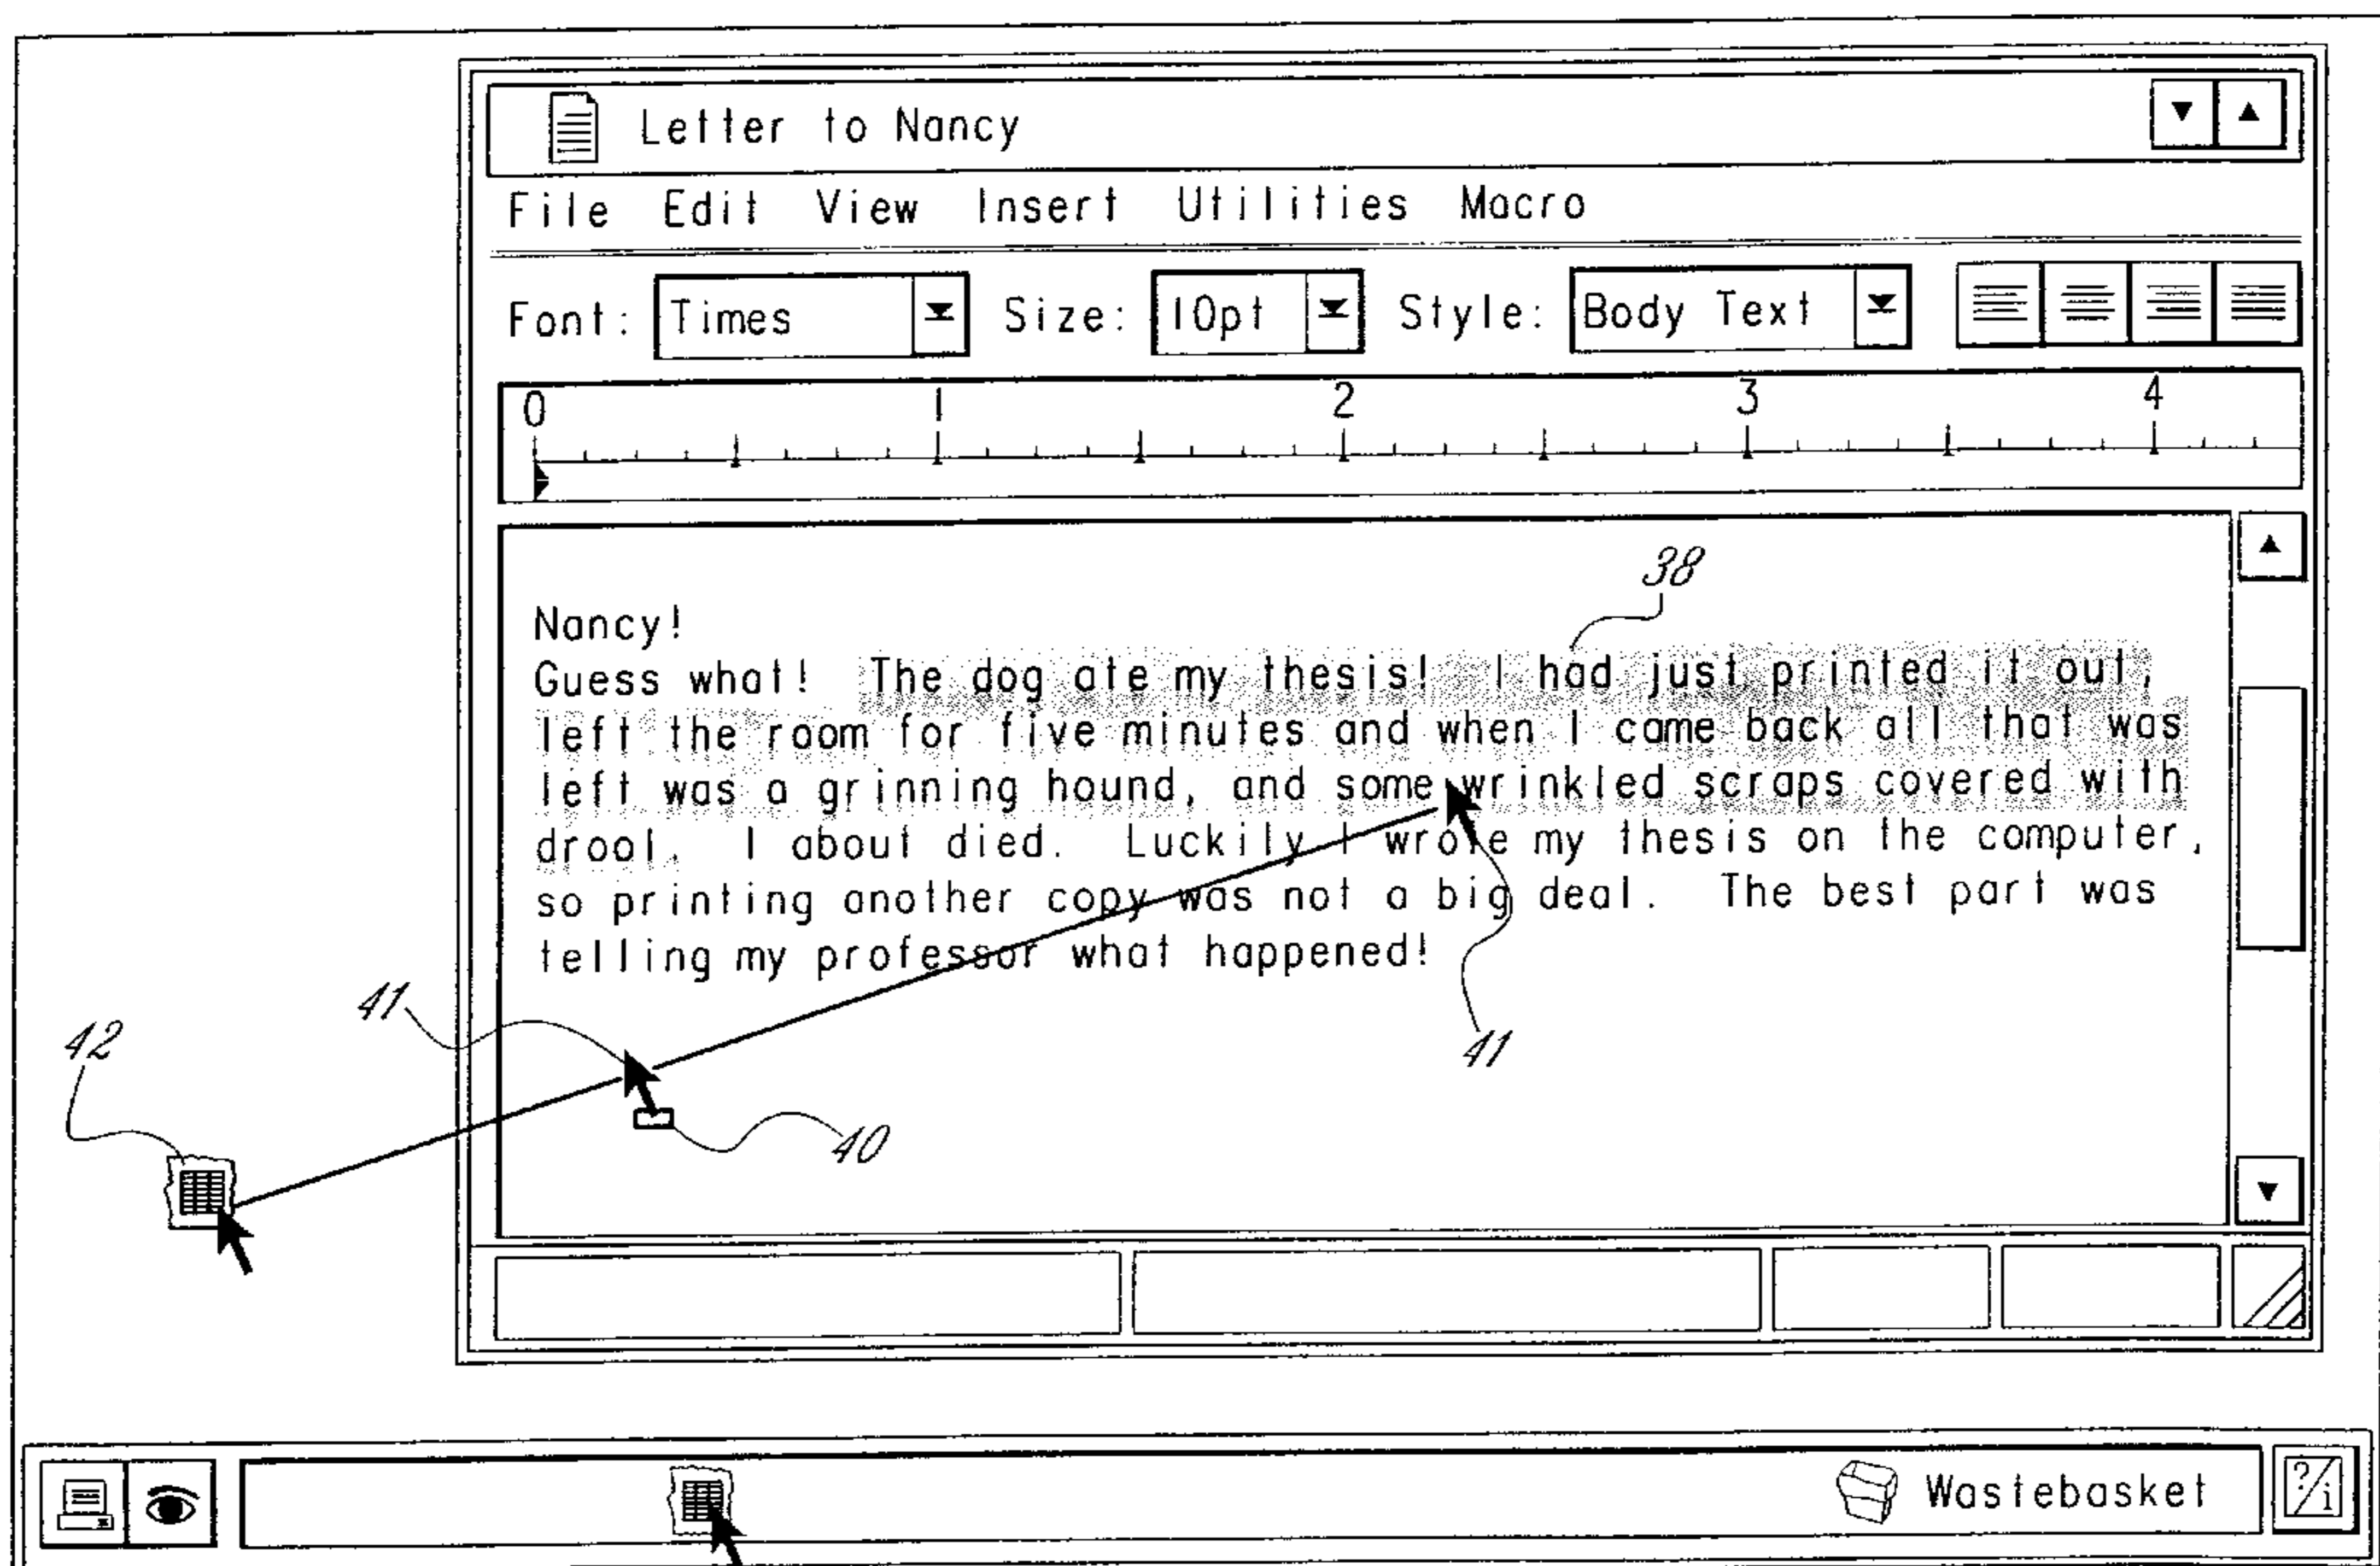 Letter to Nancy
File Edit View Insert Utilities Macro
Font: Times Size: 10pt Style: Body Text
0 1 2 3 4
38
Nancy!
Guess what! The dog ate my thesis! I had just printed it out,
left the room for five minutes and when I came back all that was
left was a grinning hound, and some wrinkled scraps covered with
drool. I about died. Luckily I wrote my thesis on the computer,
so printing another copy was not a big deal. The best part was
telling my professor what happened!
41
42
41
40
Wastebasket ?/i